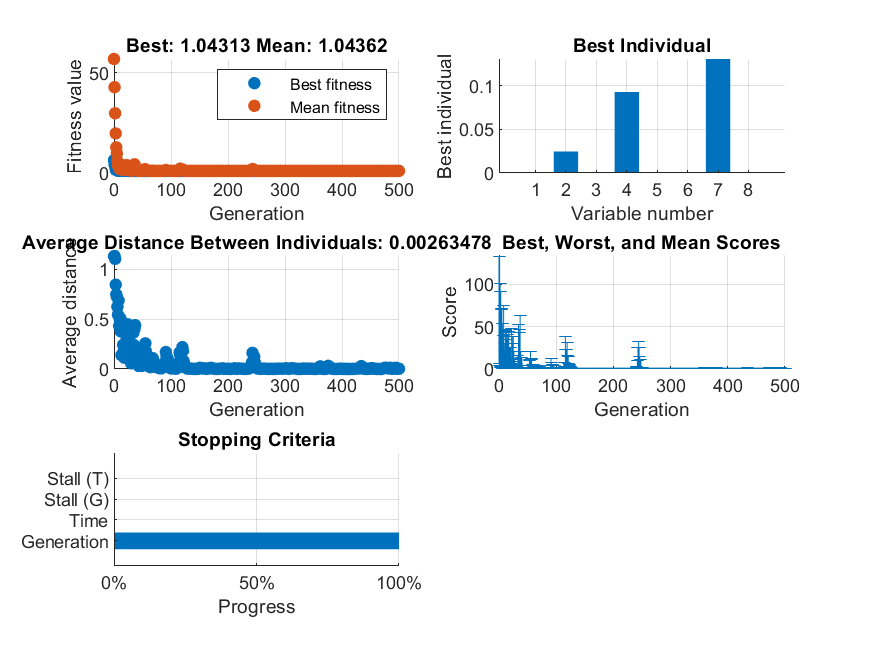 Best: 1.04313 Mean: 1.04362
Fitness value
50
0
Best fitness
Mean fitness
0 100 200 300 400 500
Generation
Best Individual
Best individual
0.1
0.05
0
1 2 3 4 5 6 7 8
Variable number
Average Distance Between Individuals: 0.00263478
Average distance
1
0.5
0
0 100 200 300 400 500
Generation
Best, Worst, and Mean Scores
Score
100
50
0
0 100 200 300 400 500
Generation
Stopping Criteria
Stall (T)
Stall (G)
Time
Generation
0% 50% 100%
Progress